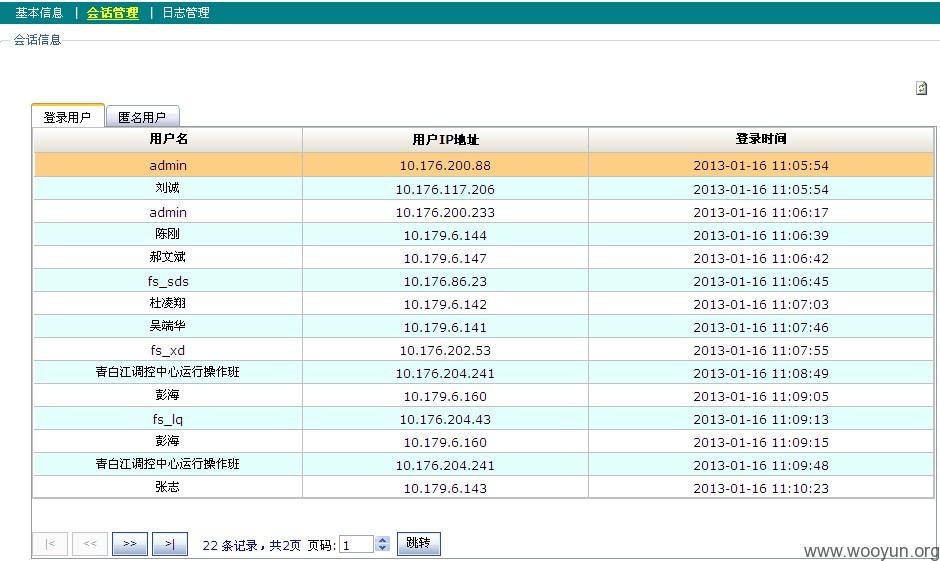 基本信息 | 会话管理 | 日志管理
会话信息
登录用户 匿名用户
用户名 用户IP地址 登录时间
admin 10.176.200.88 2013-01-16 11:05:54
刘诚 10.176.117.206 2013-01-16 11:05:54
admin 10.176.200.233 2013-01-16 11:06:17
陈刚 10.179.6.144 2013-01-16 11:06:39
郝文斌 10.179.6.147 2013-01-16 11:06:42
fs_sds 10.176.86.23 2013-01-16 11:06:45
杜凌翔 10.179.6.142 2013-01-16 11:07:03
吴端华 10.179.6.141 2013-01-16 11:07:46
fs_xd 10.176.202.53 2013-01-16 11:07:55
青白江调控中心运行操作班 10.176.204.241 2013-01-16 11:08:49
彭海 10.179.6.160 2013-01-16 11:09:05
fs_lq 10.176.204.43 2013-01-16 11:09:13
彭海 10.179.6.160 2013-01-16 11:09:15
青白江调控中心运行操作班 10.176.204.241 2013-01-16 11:09:48
张志 10.179.6.143 2013-01-16 11:10:23
|< << >> >| 22 条记录，共2页 页码: 1 跳转
www.wooyun.org